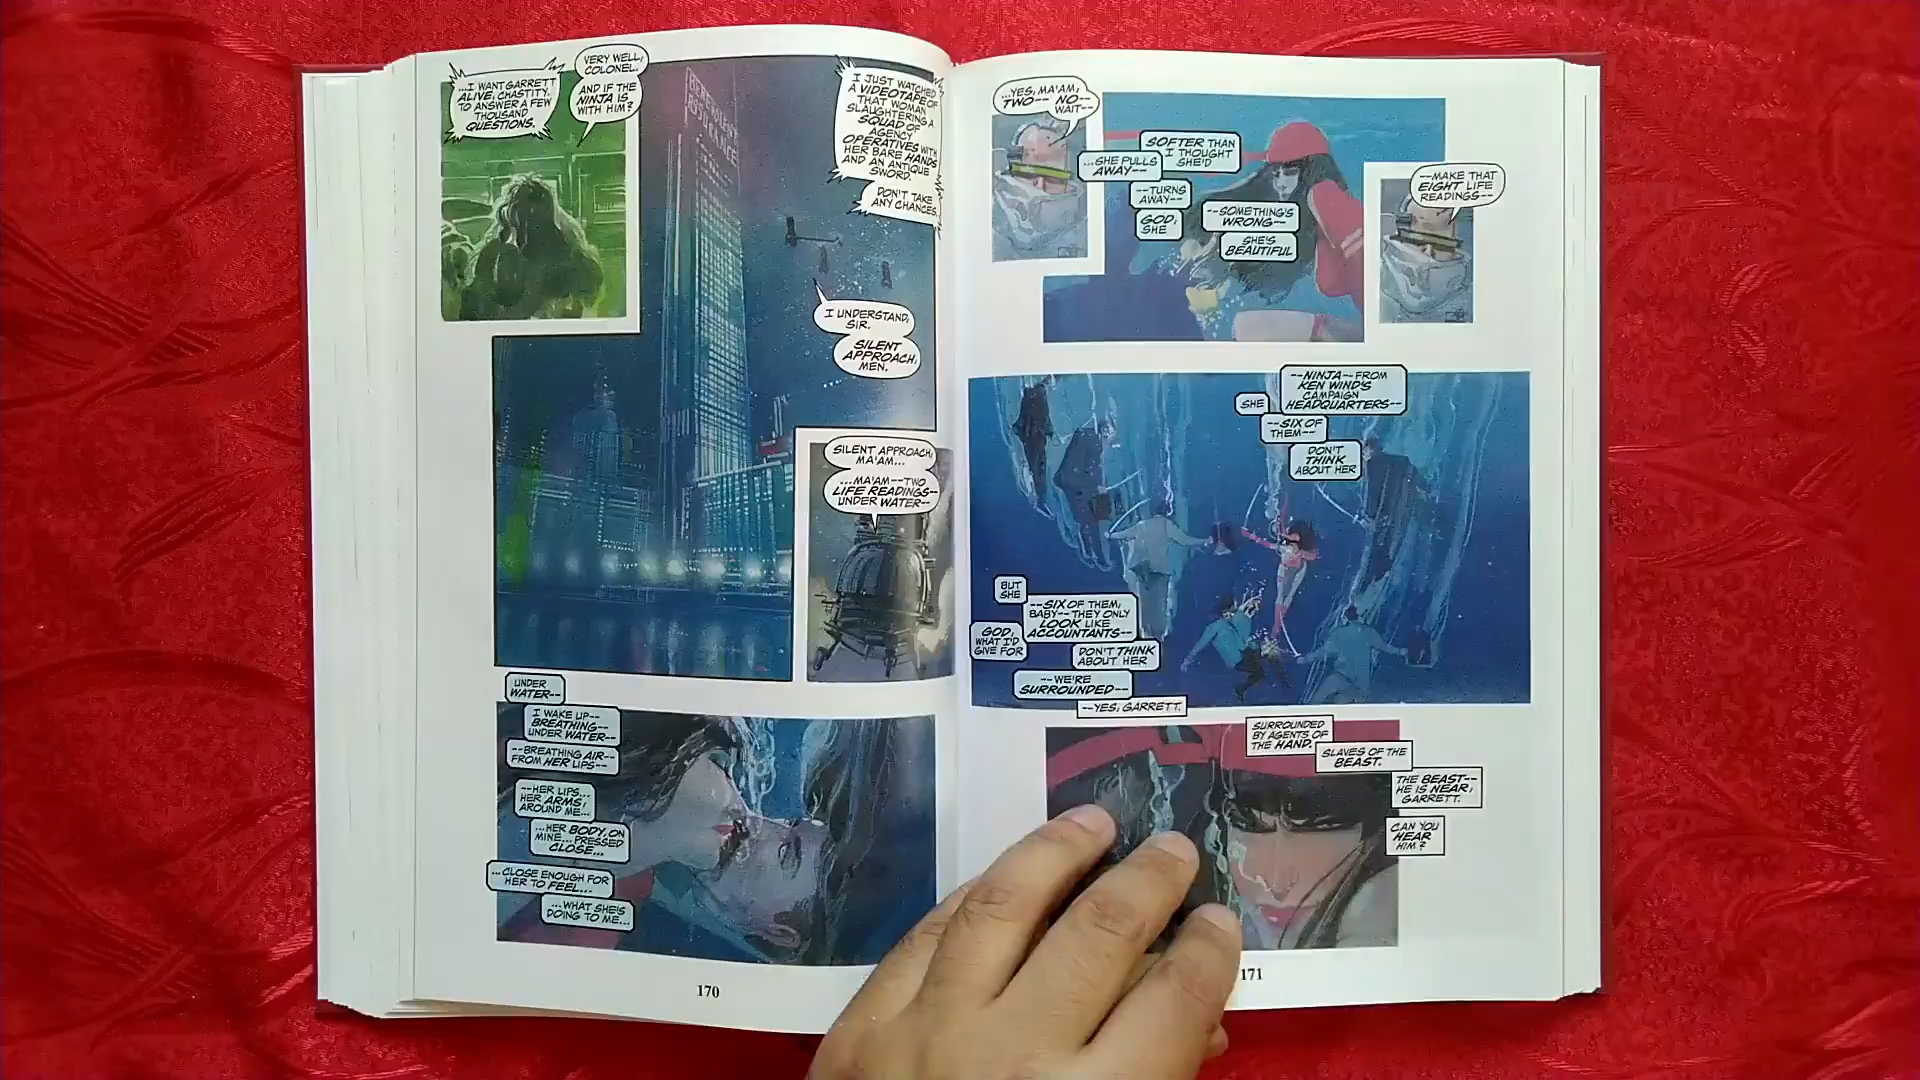 ...I WANT GARRETT
ALIVE, CHASTITY.
TO ANSWER A FEW
THOUSAND
QUESTIONS.
VERY WELL,
COLONEL.
AND IF THE
NINJA IS
WITH HIM?
I JUST WATCHED
A VIDEOTAPE OF
THAT WOMAN
SLAUGHTERING A
SQUAD OF
AGENCY
OPERATIVES WITH
HER BARE HANDS
AND AN ANTIQUE
SWORD.
DON'T TAKE
ANY CHANCES.
I UNDERSTAND,
SIR.
SILENT
APPROACH,
MEN.
SILENT APPROACH,
MA'AM...
...MA'AM--TWO
LIFE READINGS--
UNDER WATER--
UNDER
WATER--
I WAKE UP--
BREATHING--
UNDER WATER--
--BREATHING AIR--
FROM HER LIPS--
--HER LIPS...
HER ARMS,
AROUND ME...
...HER BODY, ON
MINE...PRESSED
CLOSE...
...CLOSE ENOUGH FOR
HER TO FEEL...
...WHAT SHE'S
DOING TO ME...
170
...YES, MA'AM,
TWO-- NO--
WAIT--
SOFTER THAN
I THOUGHT
SHE'D
...SHE PULLS
AWAY--
--TURNS
AWAY--
GOD,
SHE
--SOMETHING'S
WRONG--
SHE'S
BEAUTIFUL
--MAKE THAT
EIGHT LIFE
READINGS--
--NINJA--FROM
KEN WIND'S
CAMPAIGN
HEADQUARTERS--
SHE
--SIX OF
THEM--
DON'T
THINK
ABOUT HER
BUT
SHE
--SIX OF THEM,
BABY--THEY ONLY
LOOK LIKE
ACCOUNTANTS--
GOD,
WHAT I'D
GIVE FOR
DON'T THINK
ABOUT HER
--WE'RE
SURROUNDED--
--YES, GARRETT.
SURROUNDED
BY AGENTS OF
THE HAND.
SLAVES OF THE
BEAST.
THE BEAST--
HE IS NEAR,
GARRETT.
CAN YOU
HEAR
HIM?
171